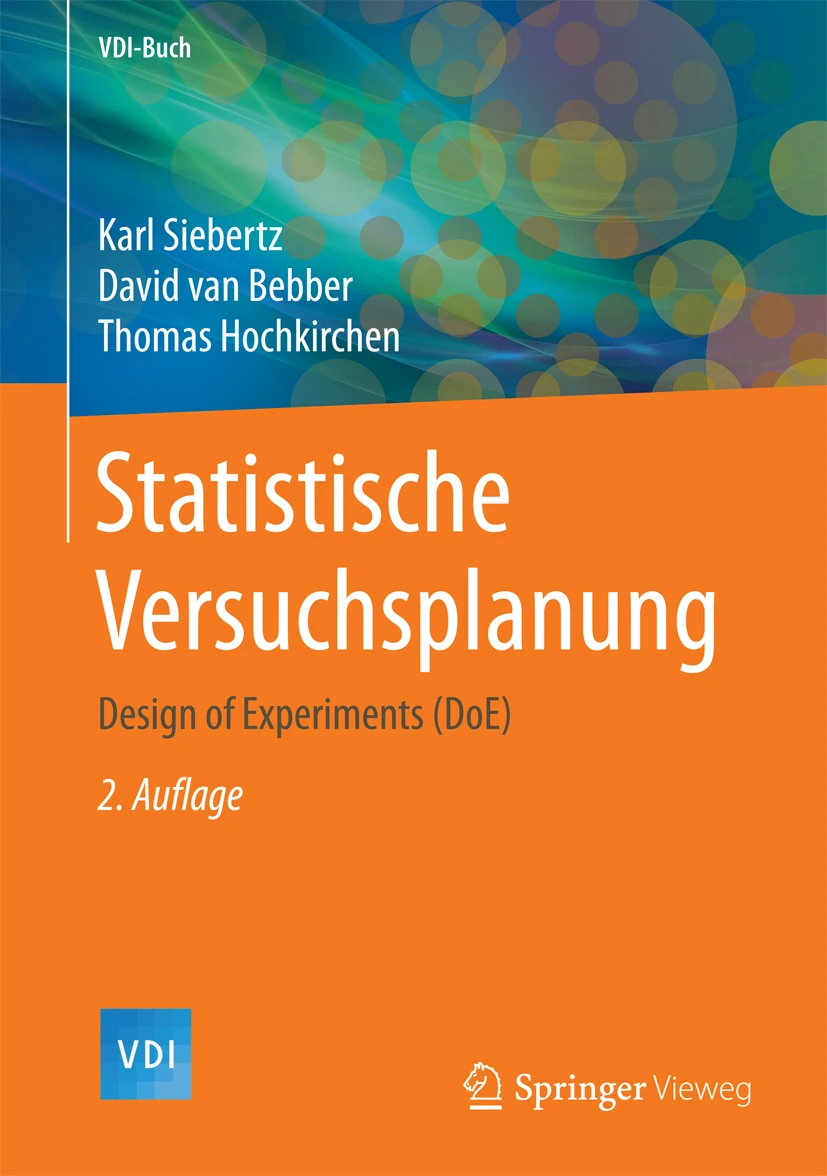 VDI-Buch
Karl Siebertz
David van Bebber
Thomas Hochkirchen
Statistische
Versuchsplanung
Design of Experiments (DoE)
2. Auflage
VDI
Springer Vieweg